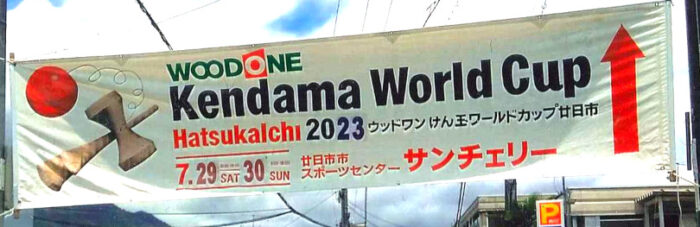 WOODONE
Kendama World Cup
HatsukaIchi 2023 ウッドワン けん玉ワールドカップ廿日市
7.29 SAT 30 SUN 廿日市市 スポーツセンター サンチェリー
P